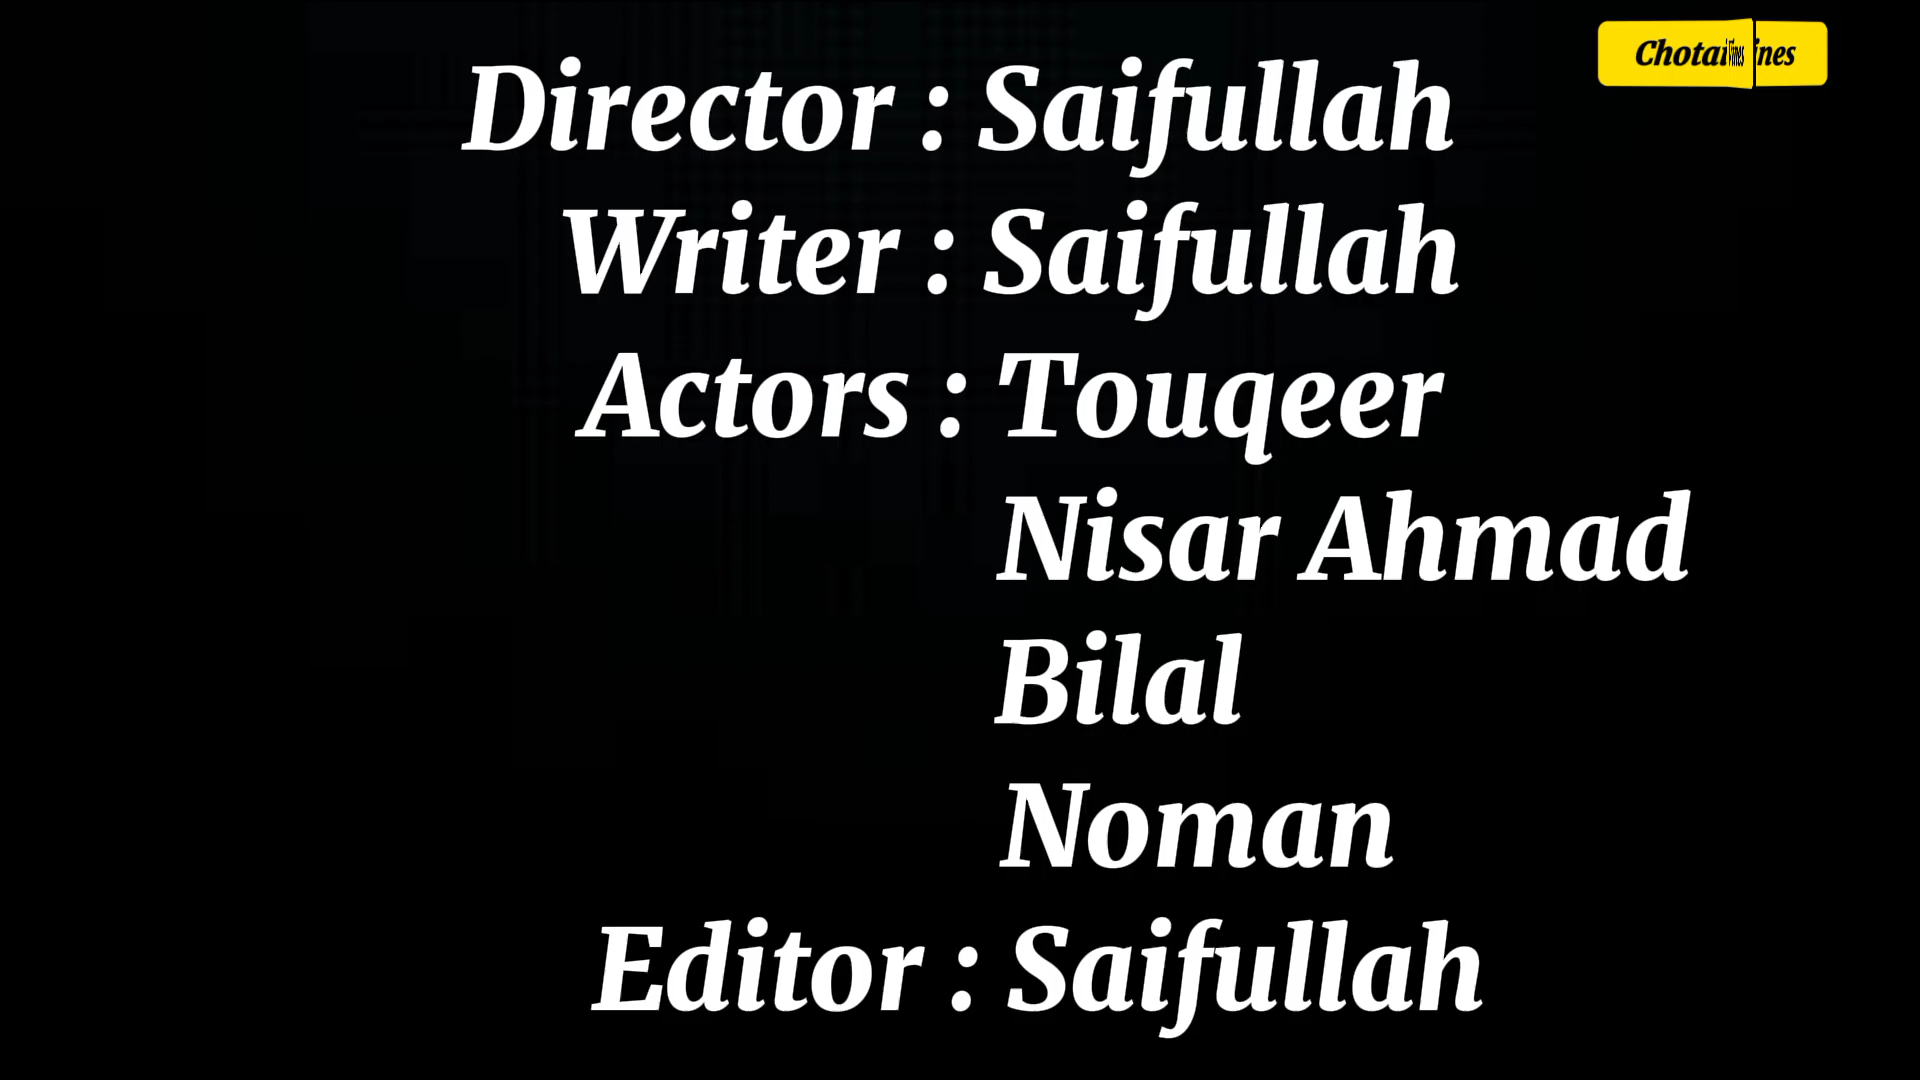 Director : Saifullah
Writer : Saifullah
Actors : Touqeer
Nisar Ahmad
Bilal
Noman
Editor : Saifullah